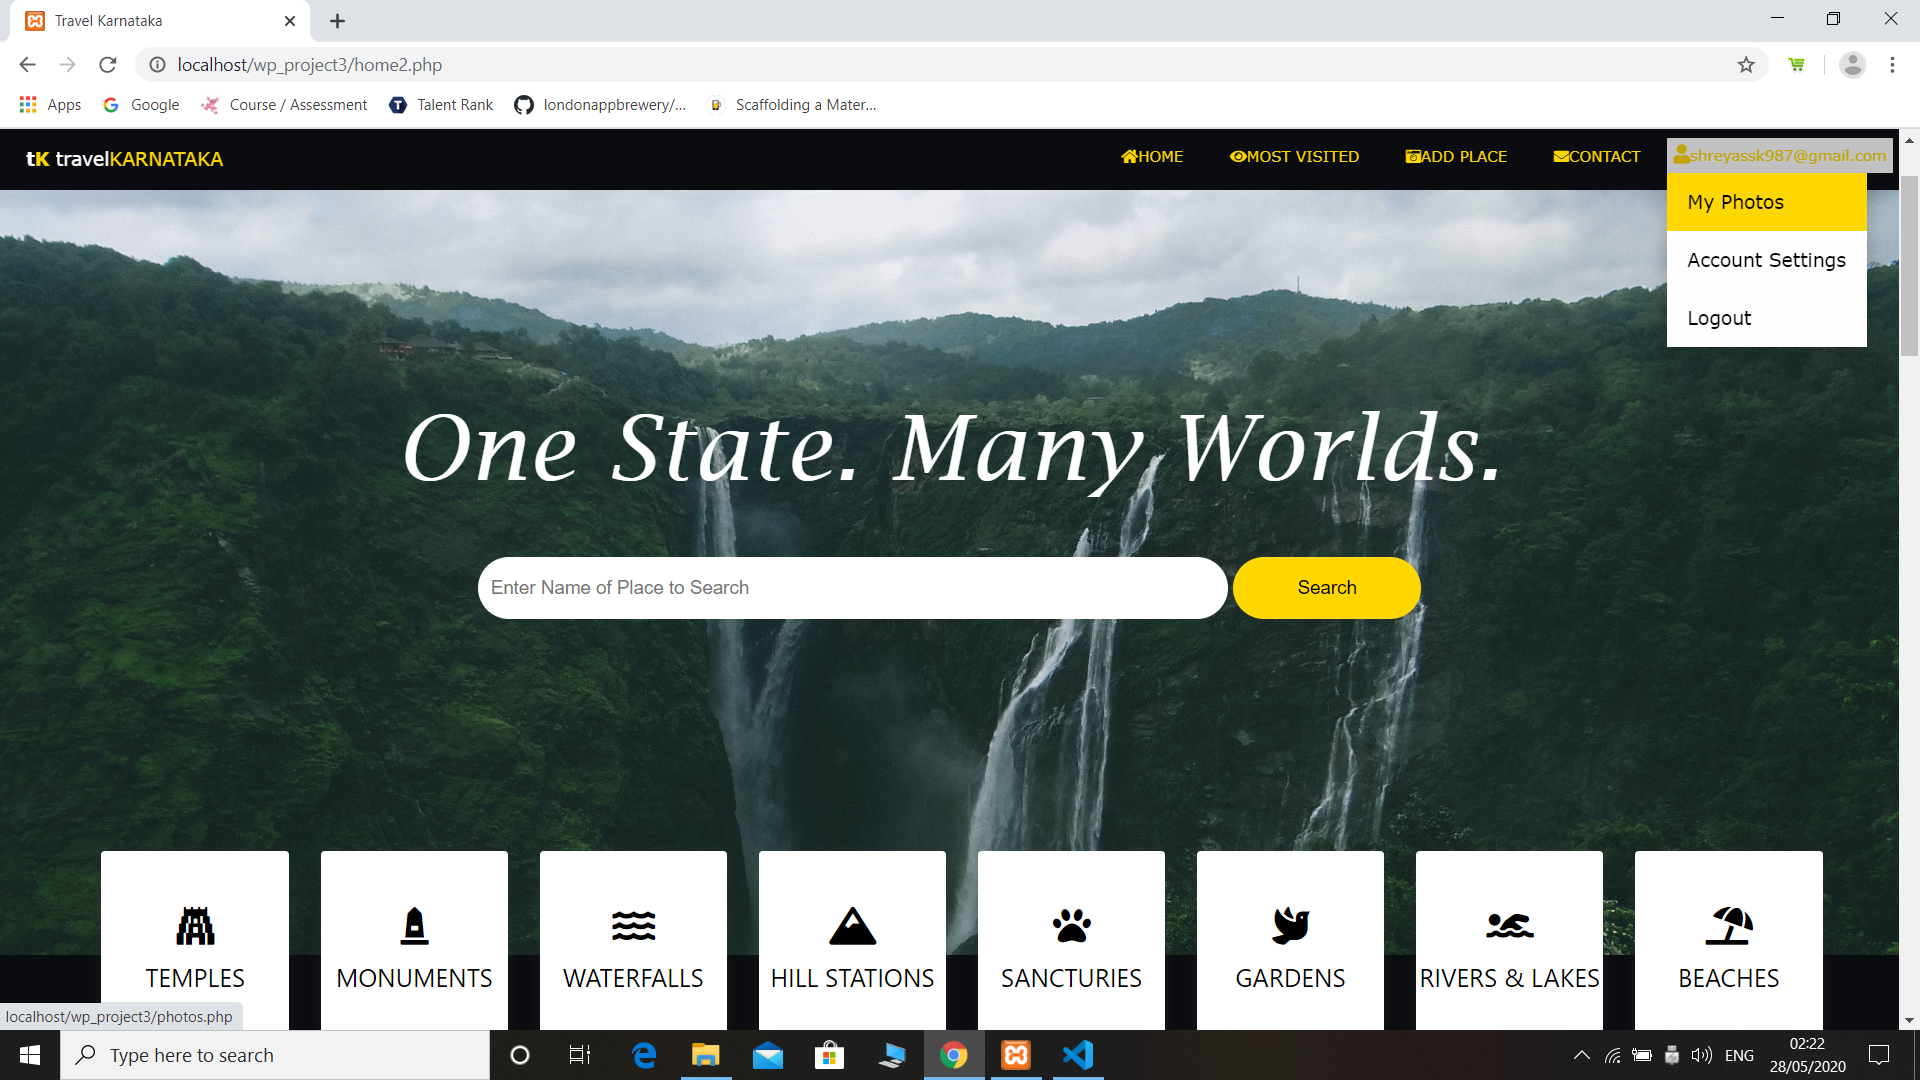 Travel Karnataka
localhost/wp_project3/home2.php
Apps Google Course / Assessment Talent Rank londonappbrewery/... Scaffolding a Mater...
tK travelKARNATAKA HOME MOST VISITED ADD PLACE CONTACT shreyassk987@gmail.com
My Photos
Account Settings
Logout
One State. Many Worlds.
Enter Name of Place to Search Search
TEMPLES MONUMENTS WATERFALLS HILL STATIONS SANCTURIES GARDENS RIVERS & LAKES BEACHES
localhost/wp_project3/photos.php
Type here to search ENG 02:22
28/05/2020